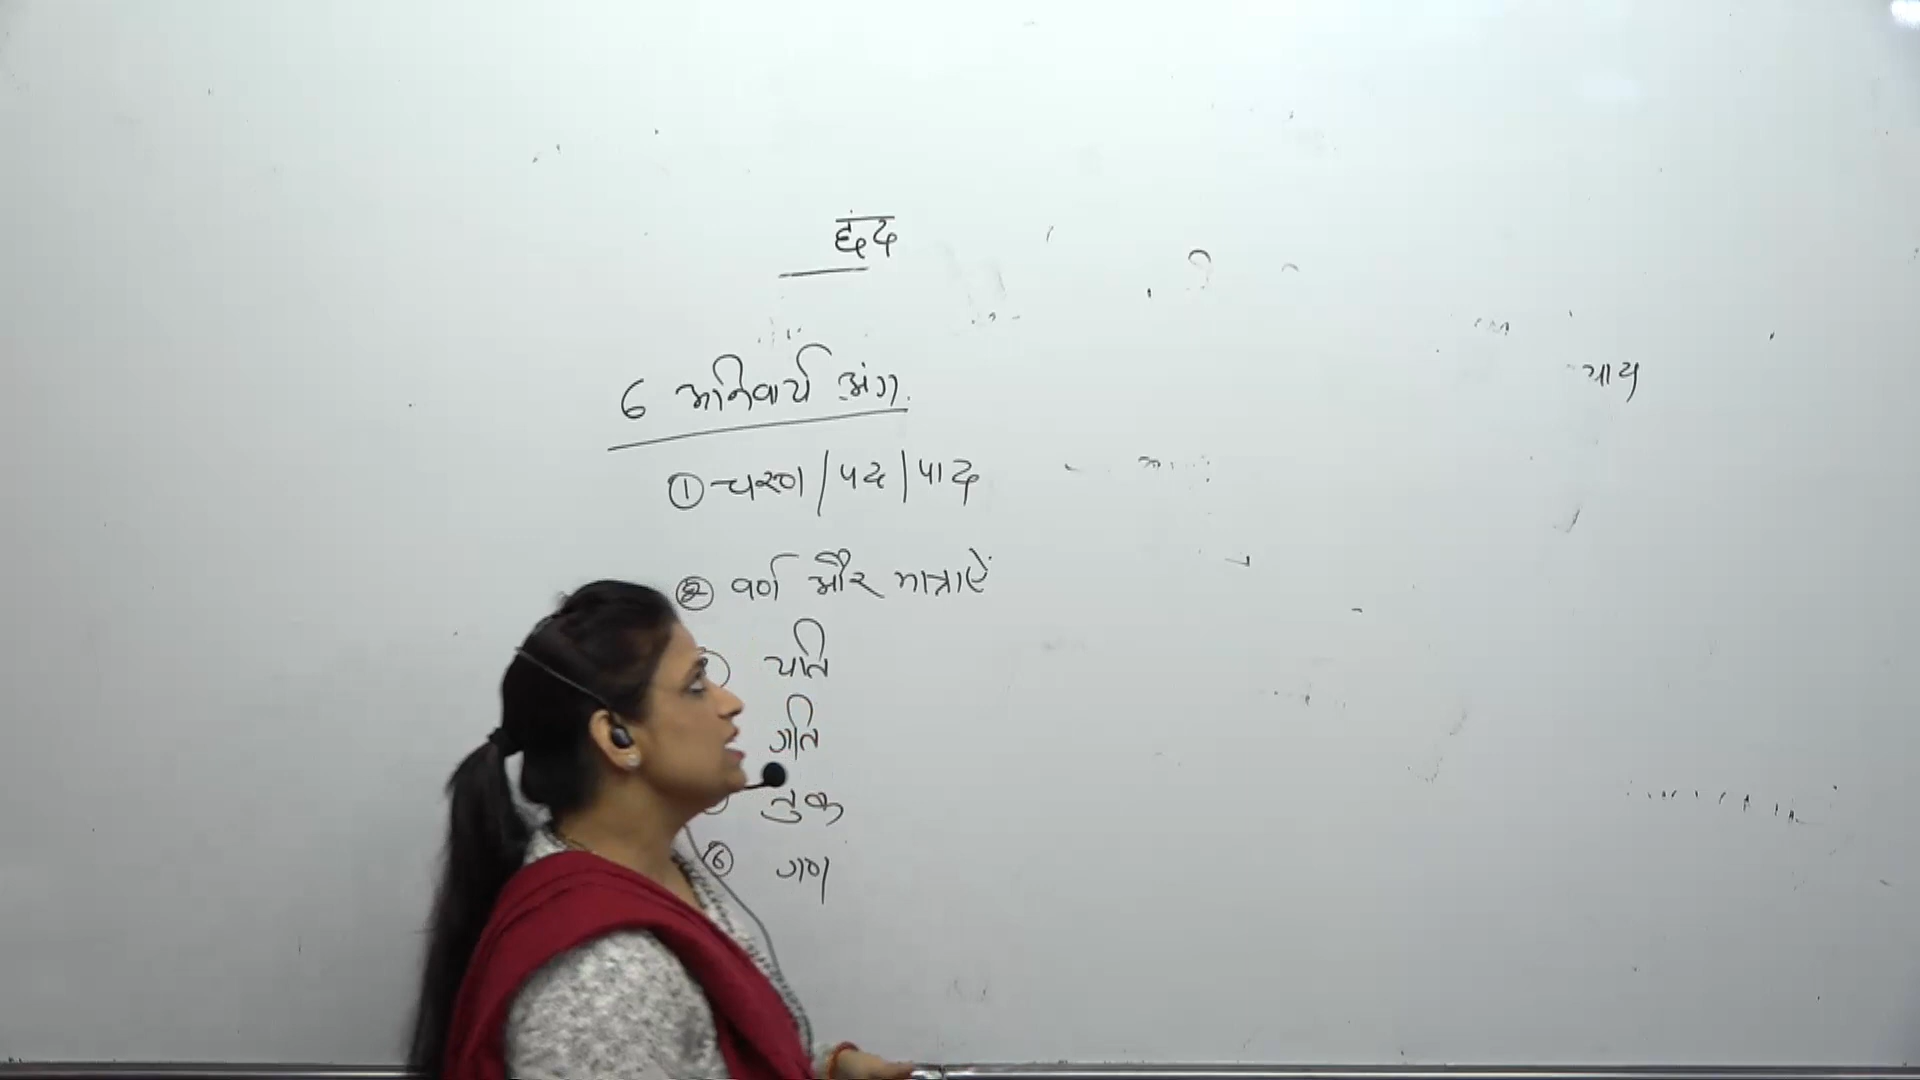 छंद
6 अनिवार्य अंग
① चरण / पद / पाद
② वर्ण और मात्राऐं
यति
गति
तुक
⑥ गण